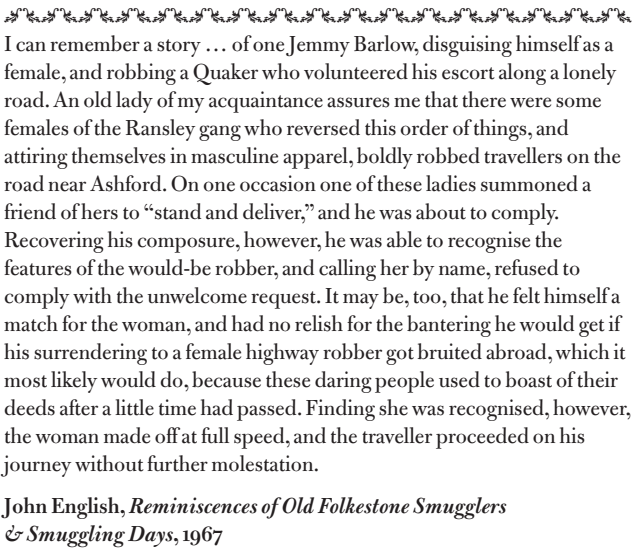 I can remember a story … of one Jemmy Barlow, disguising himself as a
female, and robbing a Quaker who volunteered his escort along a lonely
road. An old lady of my acquaintance assures me that there were some
females of the Ransley gang who reversed this order of things, and
attiring themselves in masculine apparel, boldly robbed travellers on the
road near Ashford. On one occasion one of these ladies summoned a
friend of hers to “stand and deliver,” and he was about to comply.
Recovering his composure, however, he was able to recognise the
features of the would-be robber, and calling her by name, refused to
comply with the unwelcome request. It may be, too, that he felt himself a
match for the woman, and had no relish for the bantering he would get if
his surrendering to a female highway robber got bruited abroad, which it
most likely would do, because these daring people used to boast of their
deeds after a little time had passed. Finding she was recognised, however,
the woman made off at full speed, and the traveller proceeded on his
journey without further molestation.
John English, Reminiscences of Old Folkestone Smugglers
& Smuggling Days, 1967